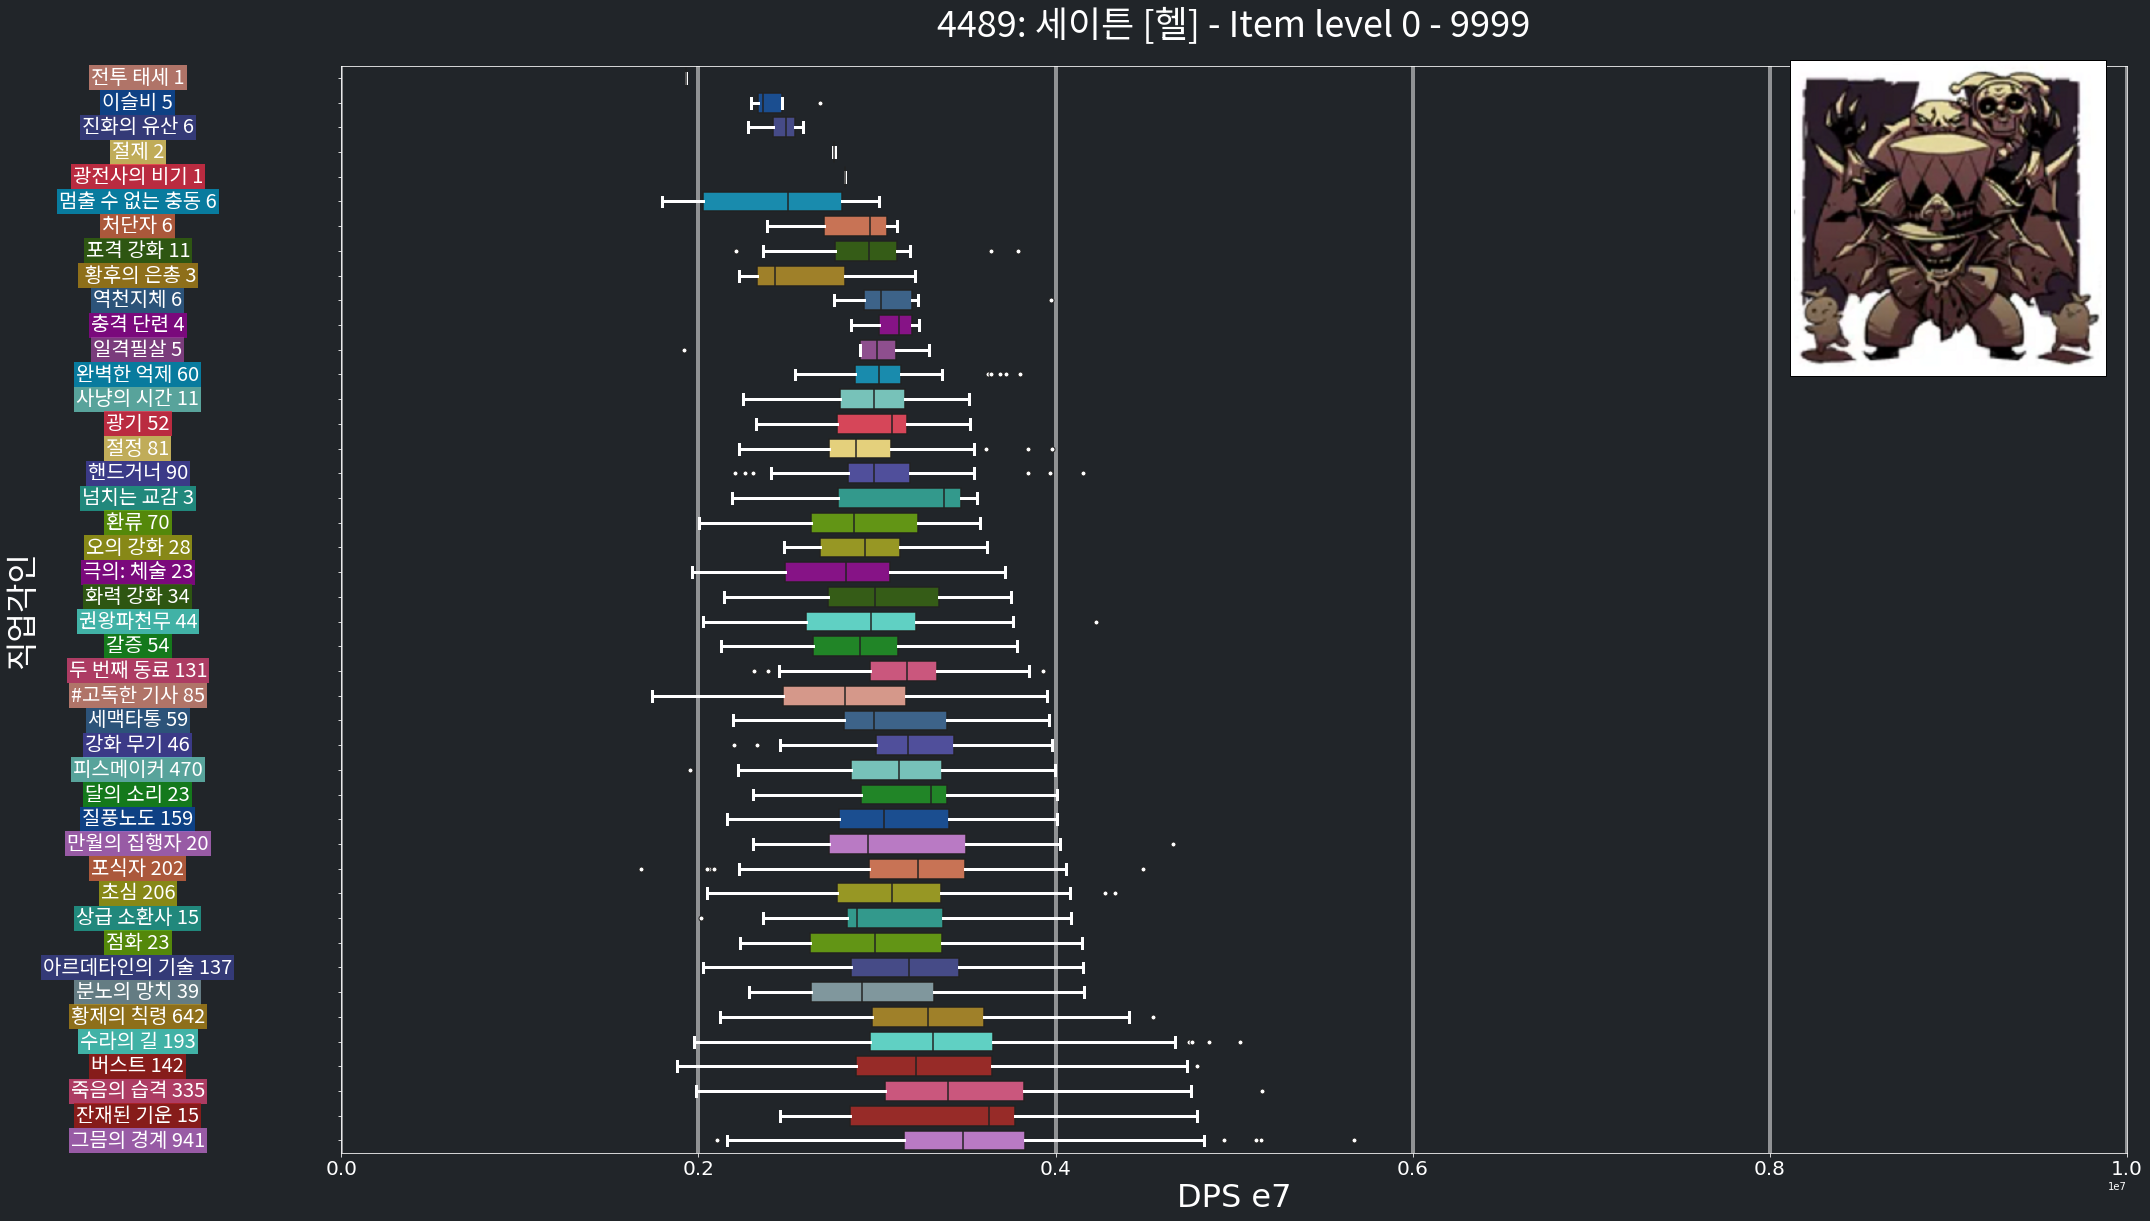 4489: 세이튼 [헬] - Item level 0 - 9999
직업각인
전투 태세 1
이슬비 5
진화의 유산 6
절제 2
광전사의 비기 1
멈출 수 없는 충동 6
처단자 6
포격 강화 11
황후의 은총 3
역천지체 6
충격 단련 4
일격필살 5
완벽한 억제 60
사냥의 시간 11
광기 52
절정 81
핸드거너 90
넘치는 교감 3
환류 70
오의 강화 28
극의: 체술 23
화력 강화 34
권왕파천무 44
갈증 54
두 번째 동료 131
#고독한 기사 85
세맥타통 59
강화 무기 46
피스메이커 470
달의 소리 23
질풍노도 159
만월의 집행자 20
포식자 202
초심 206
상급 소환사 15
점화 23
아르데타인의 기술 137
분노의 망치 39
황제의 칙령 642
수라의 길 193
버스트 142
죽음의 습격 335
잔재된 기운 15
그믐의 경계 941
0.0 0.2 0.4 0.6 0.8 1.0
1e7
DPS e7